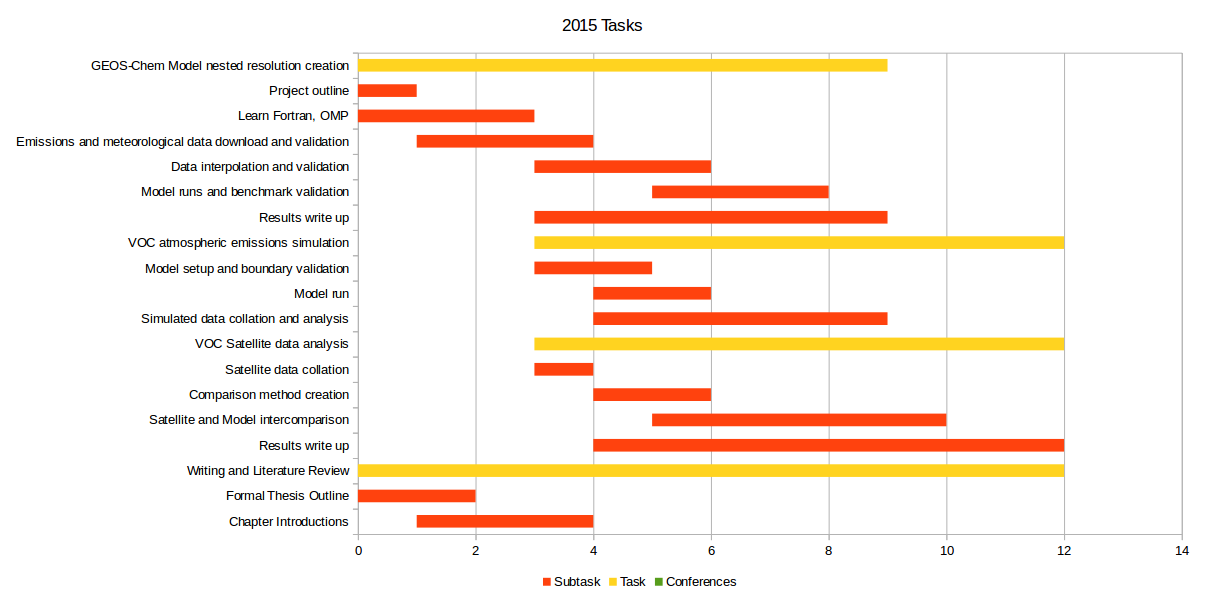 2015 Tasks
GEOS-Chem Model nested resolution creation
Project outline
Learn Fortran, OMP
Emissions and meteorological data download and validation
Data interpolation and validation
Model runs and benchmark validation
Results write up
VOC atmospheric emissions simulation
Model setup and boundary validation
Model run
Simulated data collation and analysis
VOC Satellite data analysis
Satellite data collation
Comparison method creation
Satellite and Model intercomparison
Results write up
Writing and Literature Review
Formal Thesis Outline
Chapter Introductions
0 2 4 6 8 10 12 14
Subtask Task Conferences